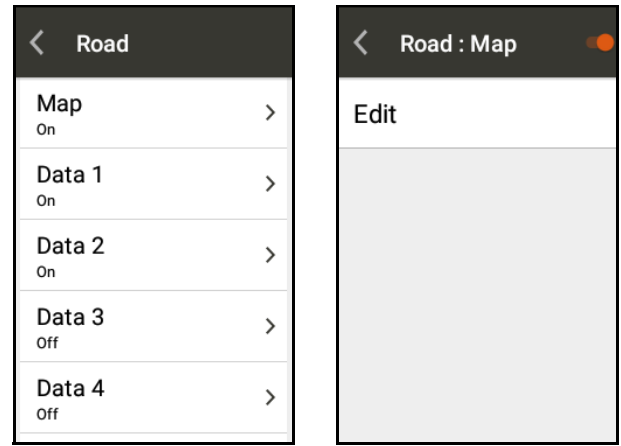 Road
Map
On
Data 1
On
Data 2
On
Data 3
Off
Data 4
Off
Road : Map
Edit